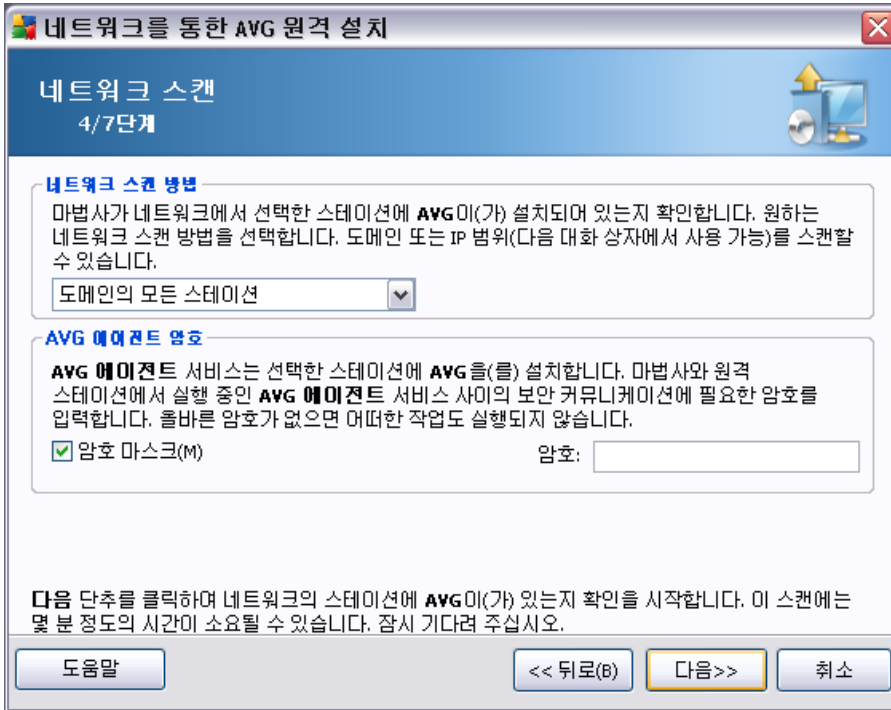 네트워크를 통한 AVG 원격 설치
네트워크 스캔
4/7단계
네트워크 스캔 방법
마법사가 네트워크에서 선택한 스테이션에 AVG이(가) 설치되어 있는지 확인합니다. 원하는
네트워크 스캔 방법을 선택합니다. 도메인 또는 IP 범위(다음 대화 상자에서 사용 가능)를 스캔할
수 있습니다.
도메인의 모든 스테이션
AVG 에이전트 암호
AVG 에이전트 서비스는 선택한 스테이션에 AVG을(를) 설치합니다. 마법사와 원격
스테이션에서 실행 중인 AVG 에이전트 서비스 사이의 보안 커뮤니케이션에 필요한 암호를
입력합니다. 올바른 암호가 없으면 어떠한 작업도 실행되지 않습니다.
암호 마스크(M) 암호:
다음 단추를 클릭하여 네트워크의 스테이션에 AVG이(가) 있는지 확인을 시작합니다. 이 스캔에는
몇 분 정도의 시간이 소요될 수 있습니다. 잠시 기다려 주십시오.
도움말 << 뒤로(B) 다음>> 취소